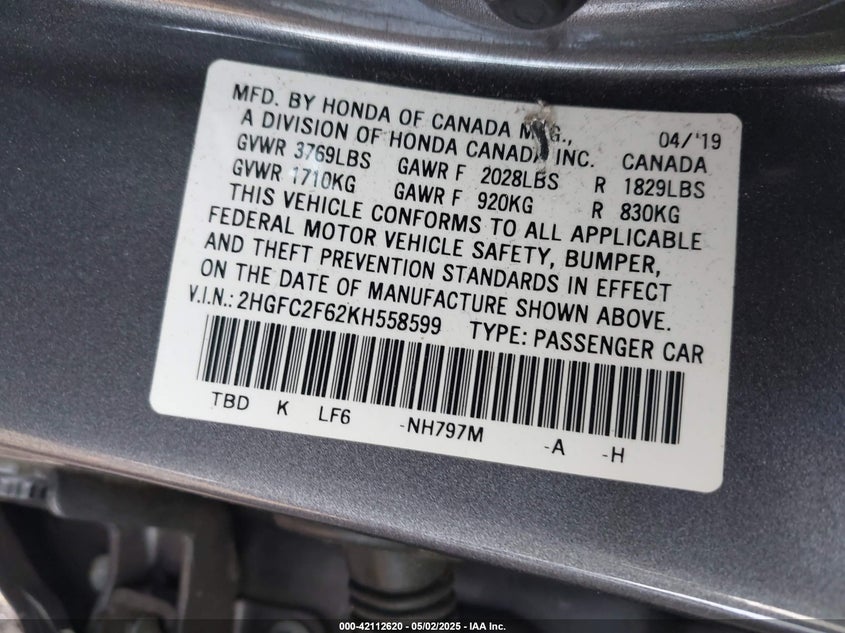 MFD. BY HONDA OF CANADA MFG., 04/'19
A DIVISION OF HONDA CANADA INC. CANADA
GVWR 3769LBS GAWR F 2028LBS R 1829LBS
GVWR 1710KG GAWR F 920KG R 830KG
THIS VEHICLE CONFORMS TO ALL APPLICABLE
FEDERAL MOTOR VEHICLE SAFETY, BUMPER,
AND THEFT PREVENTION STANDARDS IN EFFECT
ON THE DATE OF MANUFACTURE SHOWN ABOVE.
V.I.N.: 2HGFC2F62KH558599 TYPE: PASSENGER CAR
TBD K LF6 -NH797M -A -H
000-42112620 - 05/02/2025 - IAA Inc.